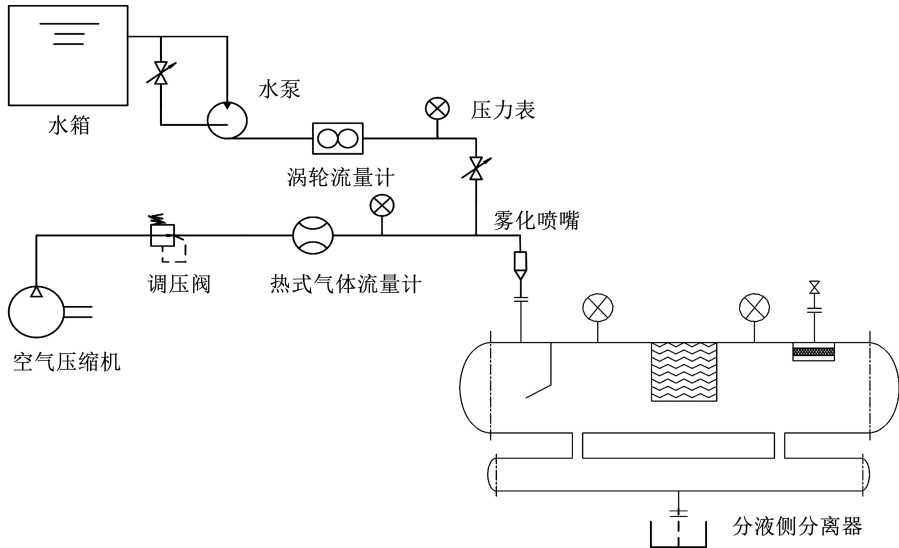 水箱
水泵
压力表
涡轮流量计
雾化喷嘴
调压阀
热式气体流量计
空气压缩机
分液侧分离器